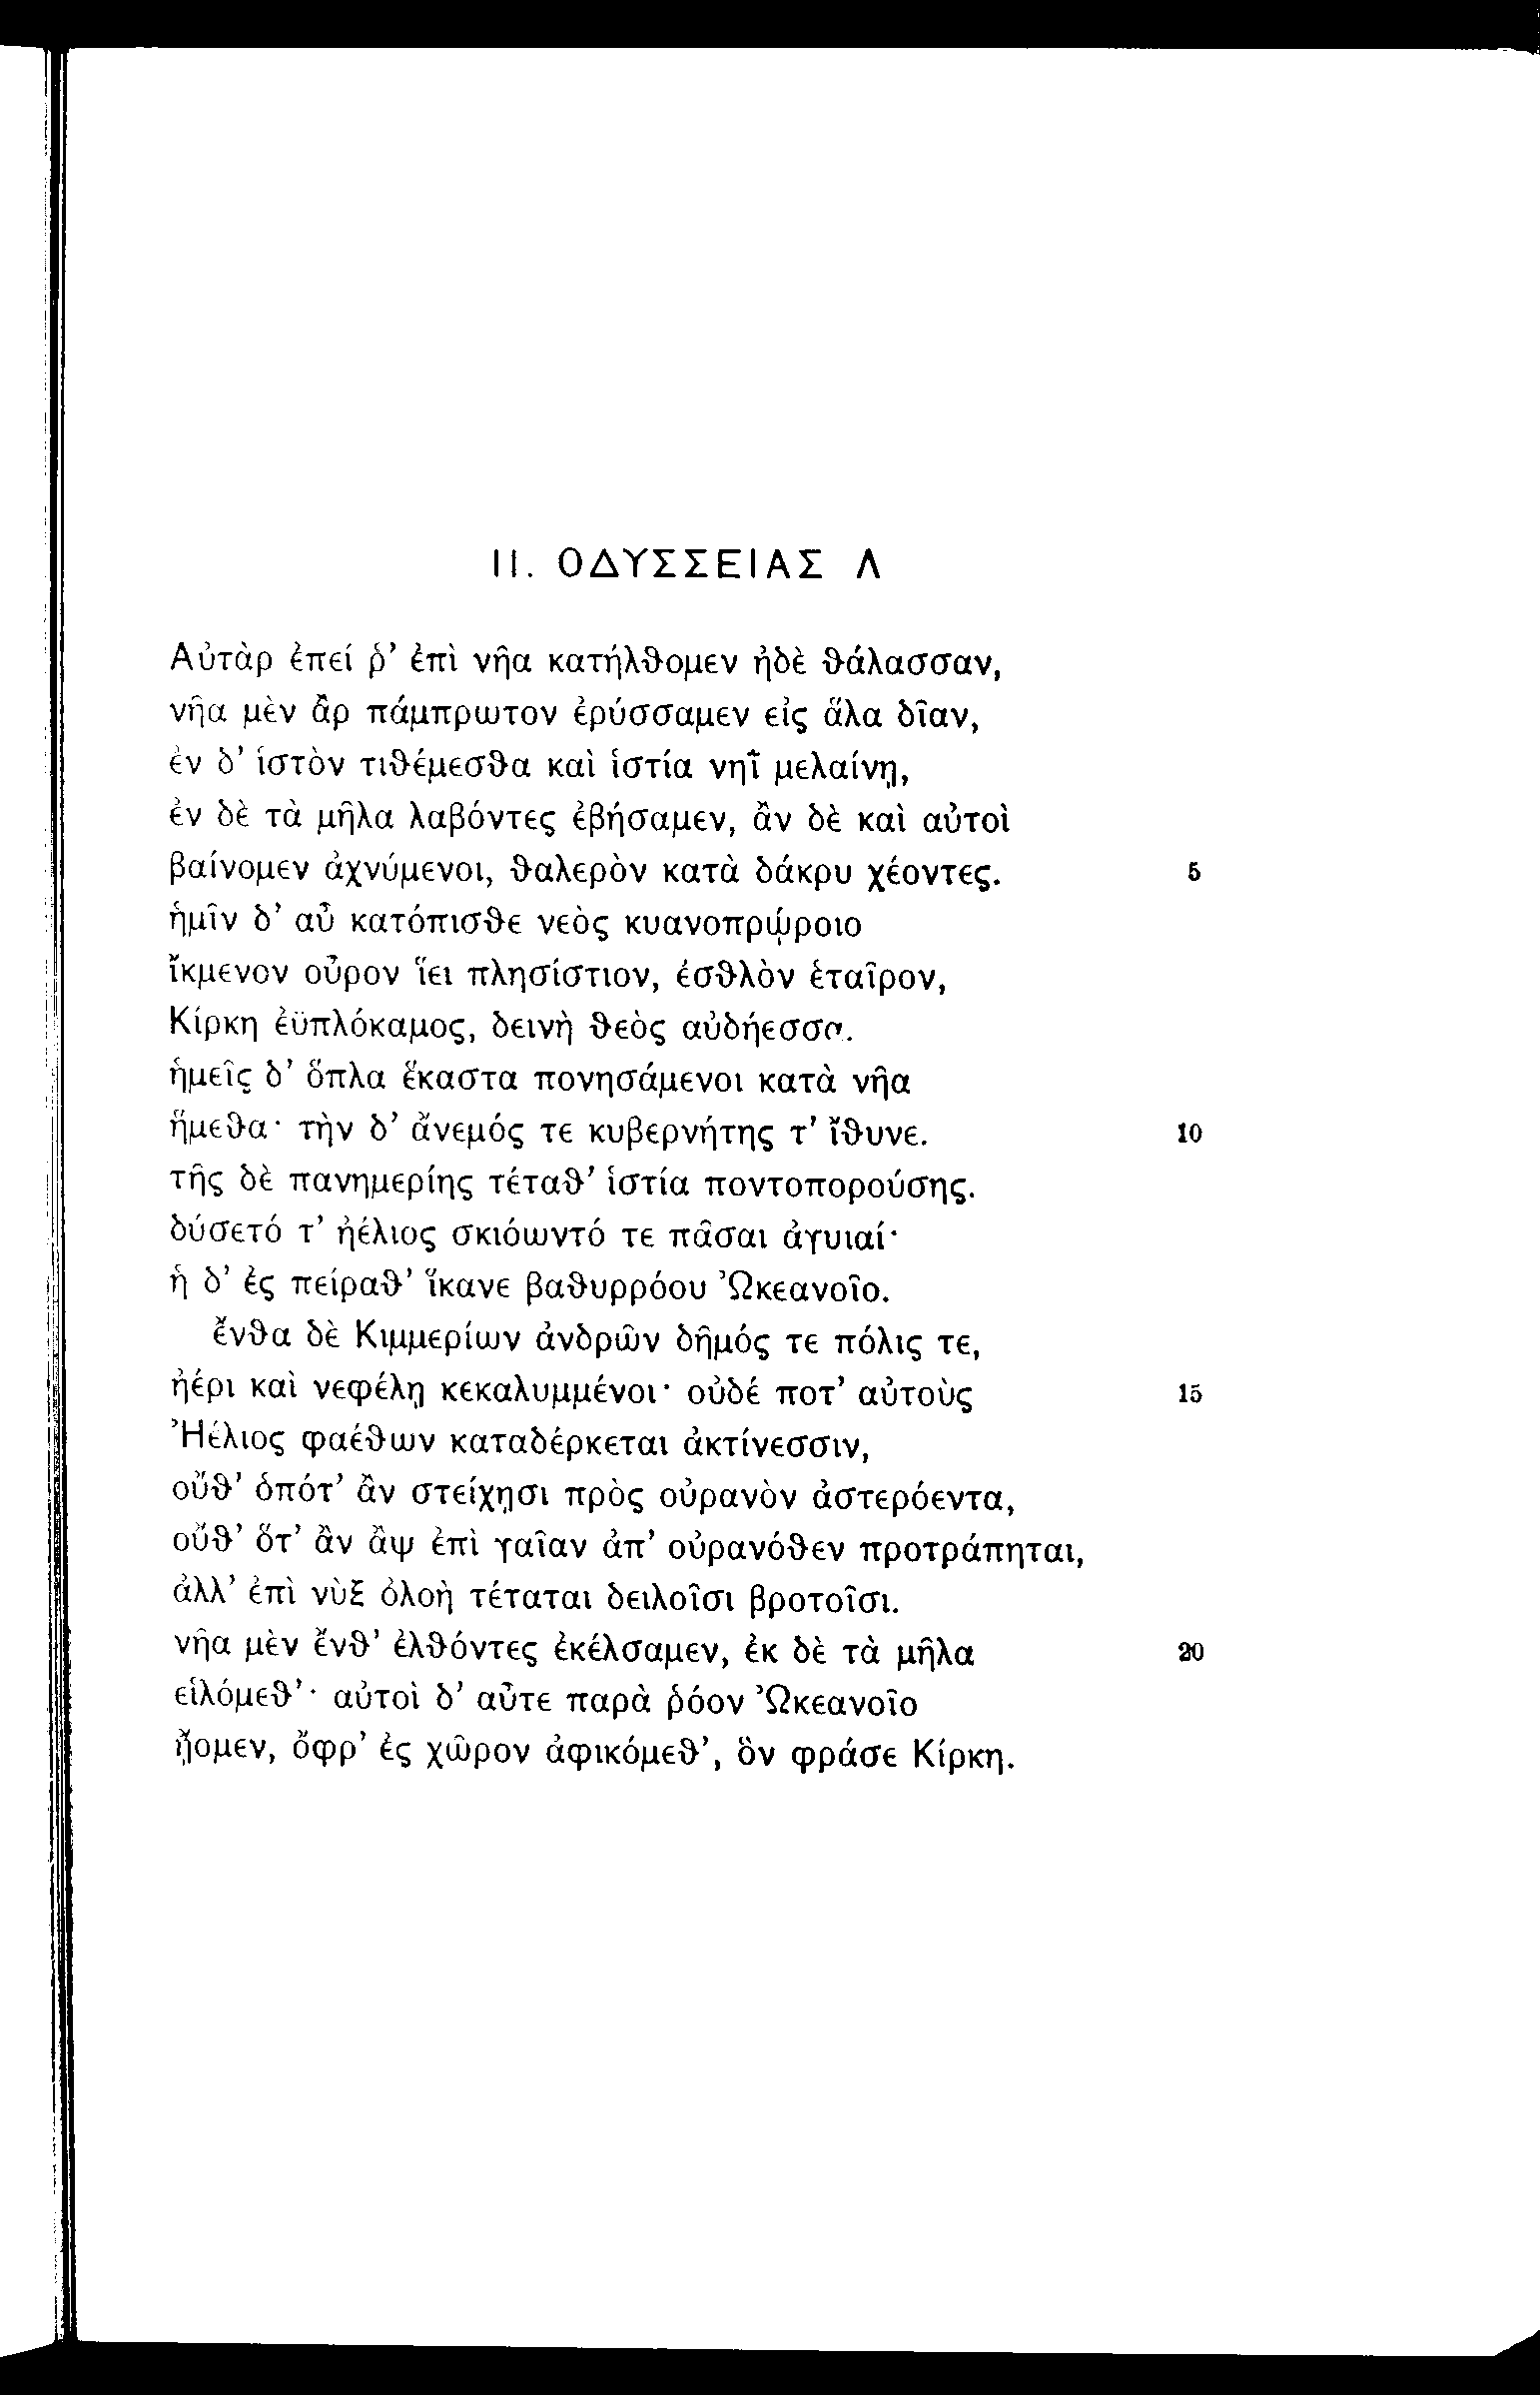 II. ΟΔΥΣΣΕΙΑΣ Λ
Αὐτὰρ ἐπεί ῥ’ ἐπὶ νῆα κατήλθομεν ἠδὲ θάλασσαν,
νῆα μὲν ἂρ πάμπρωτον ἐρύσσαμεν εἰς ἅλα δῖαν,
ἐν δ’ ἱστὸν τιθέμεσθα καὶ ἱστία νηῒ μελαίνῃ,
ἐν δὲ τὰ μῆλα λαβόντες ἐβήσαμεν, ἂν δὲ καὶ αὐτοὶ
βαίνομεν ἀχνύμενοι, θαλερὸν κατὰ δάκρυ χέοντες. 5
ἡμῖν δ’ αὖ κατόπισθε νεὸς κυανοπρῴροιο
ἴκμενον οὖρον ἵει πλησίστιον, ἐσθλὸν ἑταῖρον,
Κίρκη ἐϋπλόκαμος, δεινὴ θεὸς αὐδήεσσα.
ἡμεῖς δ’ ὅπλα ἕκαστα πονησάμενοι κατὰ νῆα
ἥμεθα· τὴν δ’ ἄνεμός τε κυβερνήτης τ’ ἴθυνε. 10
τῆς δὲ πανημερίης τέταθ’ ἱστία ποντοπορούσης.
δύσετό τ’ ἠέλιος σκιόωντό τε πᾶσαι ἀγυιαί·
ἡ δ’ ἐς πείραθ’ ἵκανε βαθυρρόου Ὠκεανοῖο.
ἔνθα δὲ Κιμμερίων ἀνδρῶν δῆμός τε πόλις τε,
ἠέρι καὶ νεφέλῃ κεκαλυμμένοι· οὐδέ ποτ’ αὐτοὺς 15
Ἠέλιος φαέθων καταδέρκεται ἀκτίνεσσιν,
οὔθ’ ὁπότ’ ἂν στείχῃσι πρὸς οὐρανὸν ἀστερόεντα,
οὔθ’ ὅτ’ ἂν ἂψ ἐπὶ γαῖαν ἀπ’ οὐρανόθεν προτράπηται,
ἀλλ’ ἐπὶ νὺξ ὀλοὴ τέταται δειλοῖσι βροτοῖσι.
νῆα μὲν ἔνθ’ ἐλθόντες ἐκέλσαμεν, ἐκ δὲ τὰ μῆλα 20
εἱλόμεθ’· αὐτοὶ δ’ αὖτε παρὰ ῥόον Ὠκεανοῖο
ᾔομεν, ὄφρ’ ἐς χῶρον ἀφικόμεθ’, ὃν φράσε Κίρκη.